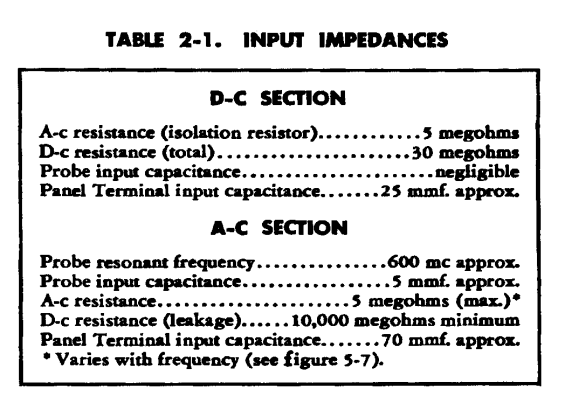 TABLE 2-1. INPUT IMPEDANCES
D-C SECTION
A-c resistance (isolation resistor)............5 megohms
D-c resistance (total).......................30 megohms
Probe input capacitance.......................negligible
Panel Terminal input capacitance.......25 mmf. approx.
A-C SECTION
Probe resonant frequency...............600 mc approx.
Probe input capacitance..................5 mmf. approx.
A-c resistance.......................5 megohms (max.)*
D-c resistance (leakage)......10,000 megohms minimum
Panel Terminal input capacitance.......70 mmf. approx.
* Varies with frequency (see figure 5-7).